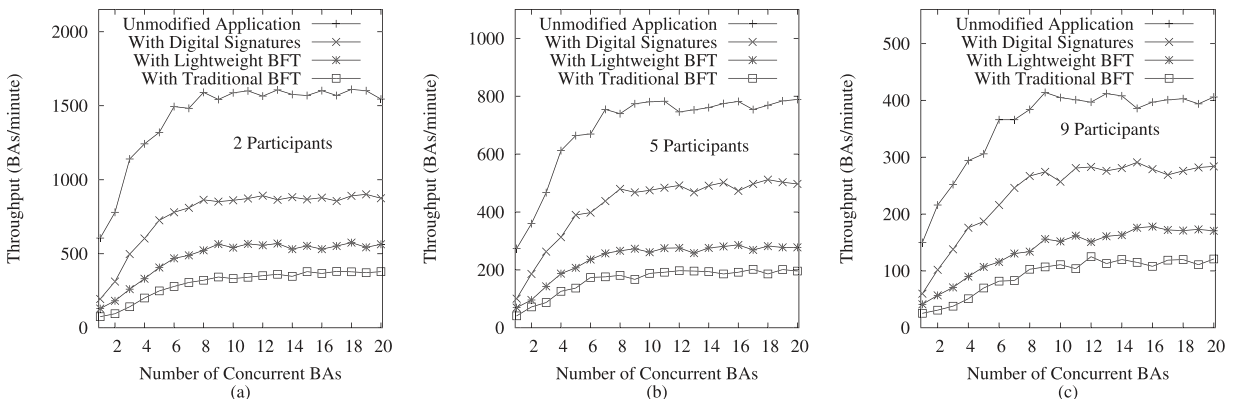 Unmodified Application
With Digital Signatures
With Lightweight BFT
With Traditional BFT
2 Participants
Throughput (BAs/minute)
2000
1500
1000
500
0
2 4 6 8 10 12 14 16 18 20
Number of Concurrent BAs
(a)
Unmodified Application
With Digital Signatures
With Lightweight BFT
With Traditional BFT
5 Participants
Throughput (BAs/minute)
1000
800
600
400
200
0
2 4 6 8 10 12 14 16 18 20
Number of Concurrent BAs
(b)
Unmodified Application
With Digital Signatures
With Lightweight BFT
With Traditional BFT
9 Participants
Throughput (BAs/minute)
500
400
300
200
100
0
2 4 6 8 10 12 14 16 18 20
Number of Concurrent BAs
(c)